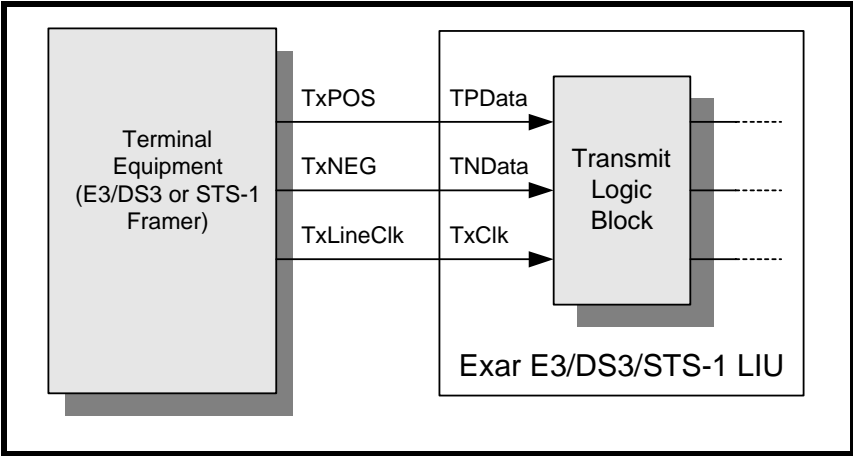 Terminal
Equipment
(E3/DS3 or STS-1
Framer)
TxPOS
TPData
TxNEG
TNData
TxLineClk
TxClk
Transmit
Logic
Block
Exar E3/DS3/STS-1 LIU